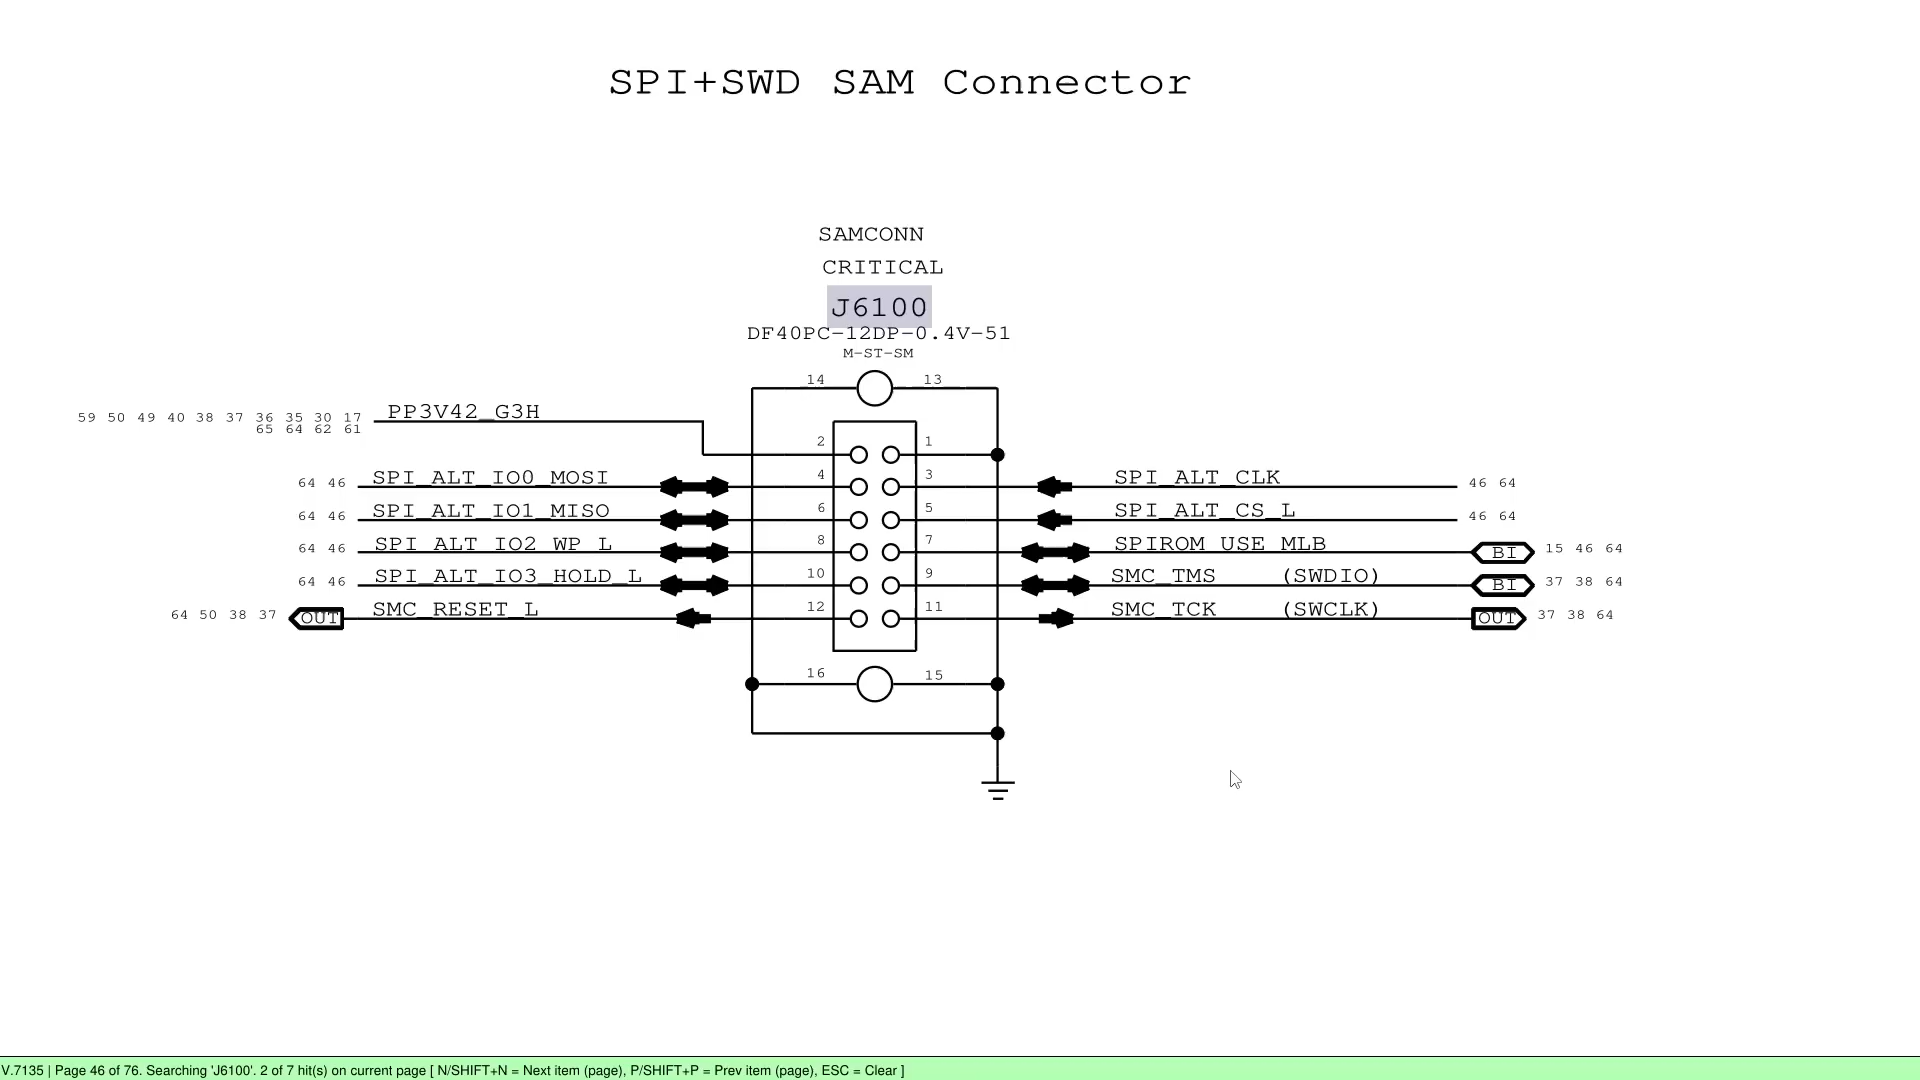 SPI+SWD SAM Connector
SAMCONN
CRITICAL
J6100
DF40PC-12DP-0.4V-51
M-ST-SM
14 13
59 50 49 40 38 37 36 35 30 17 PP3V42_G3H
65 64 62 61
2 1
64 46 SPI_ALT_IO0_MOSI 4 3 SPI_ALT_CLK 46 64
64 46 SPI_ALT_IO1_MISO 6 5 SPI_ALT_CS_L 46 64
64 46 SPI_ALT_IO2_WP_L 8 7 SPIROM_USE_MLB BI 15 46 64
64 46 SPI_ALT_IO3_HOLD_L 10 9 SMC_TMS (SWDIO) BI 37 38 64
64 50 38 37 OUT SMC_RESET_L 12 11 SMC_TCK (SWCLK) OUT 37 38 64
16 15
V.7135 | Page 46 of 76. Searching 'J6100'. 2 of 7 hit(s) on current page [ N/SHIFT+N = Next item (page), P/SHIFT+P = Prev item (page), ESC = Clear ]